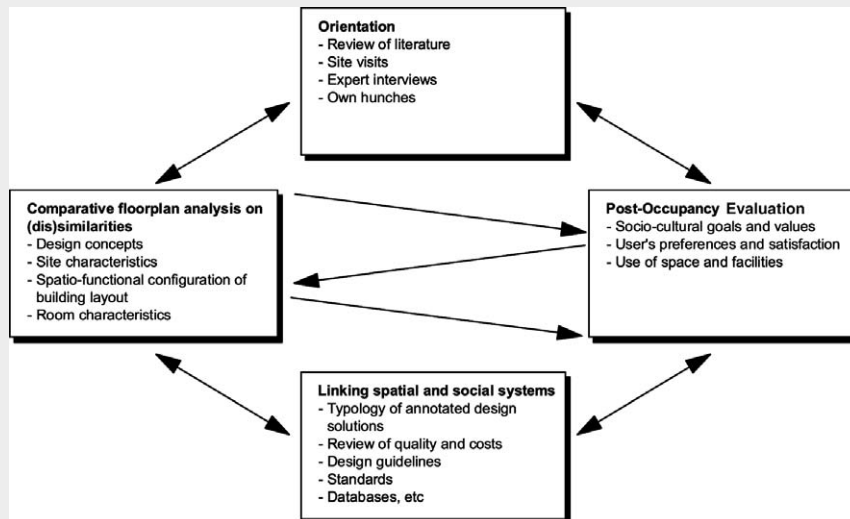 Orientation
- Review of literature
- Site visits
- Expert interviews
- Own hunches
Comparative floorplan analysis on
(dis)similarities
- Design concepts
- Site characteristics
- Spatio-functional configuration of
building layout
- Room characteristics
Post-Occupancy Evaluation
- Socio-cultural goals and values
- User's preferences and satisfaction
- Use of space and facilities
Linking spatial and social systems
- Typology of annotated design
solutions
- Review of quality and costs
- Design guidelines
- Standards
- Databases, etc